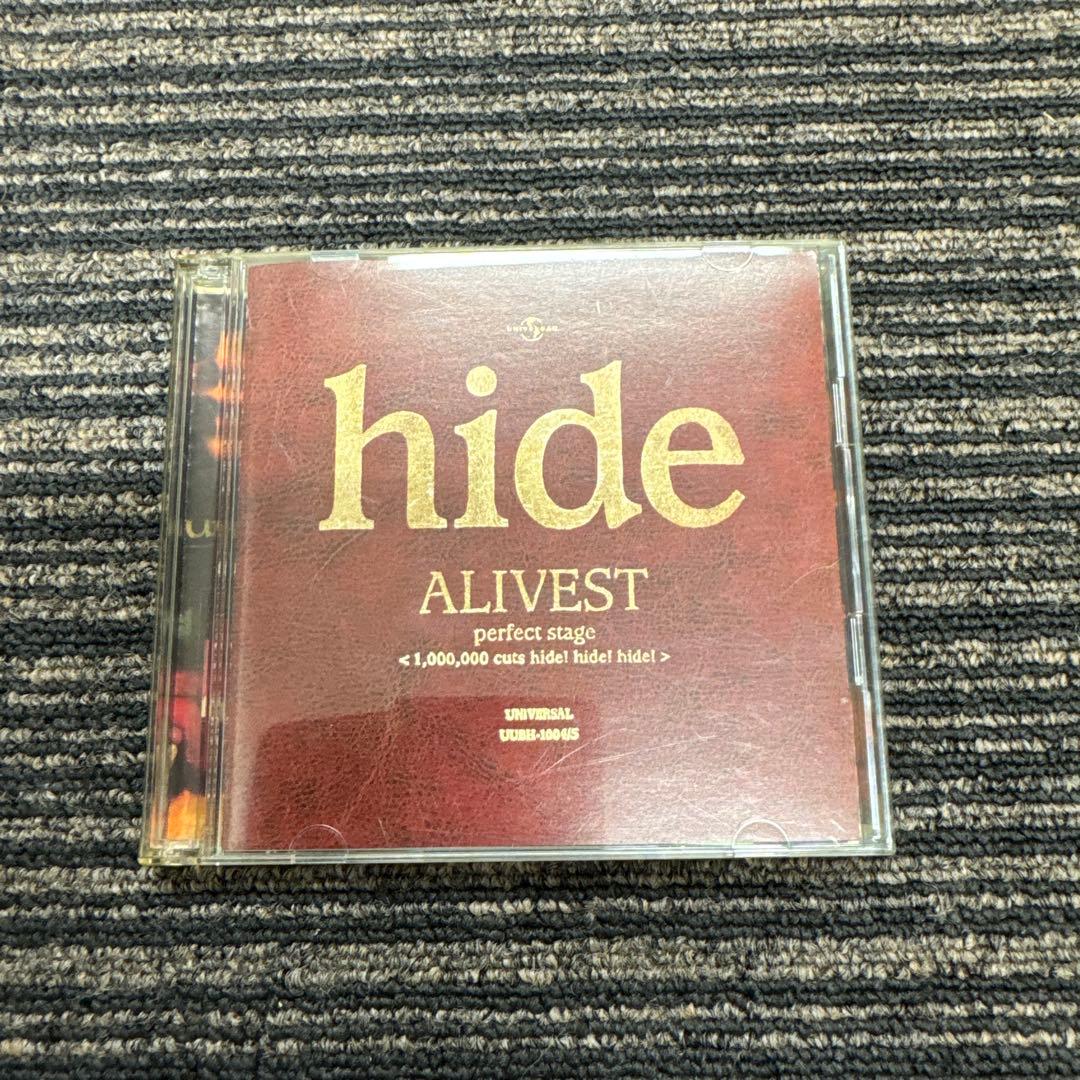 UNIVERSAL
hide
ALIVEST
perfect stage
<1,000,000 cuts hide! hide! hide!>
UNIVERSAL
UUBH-1004/5
u